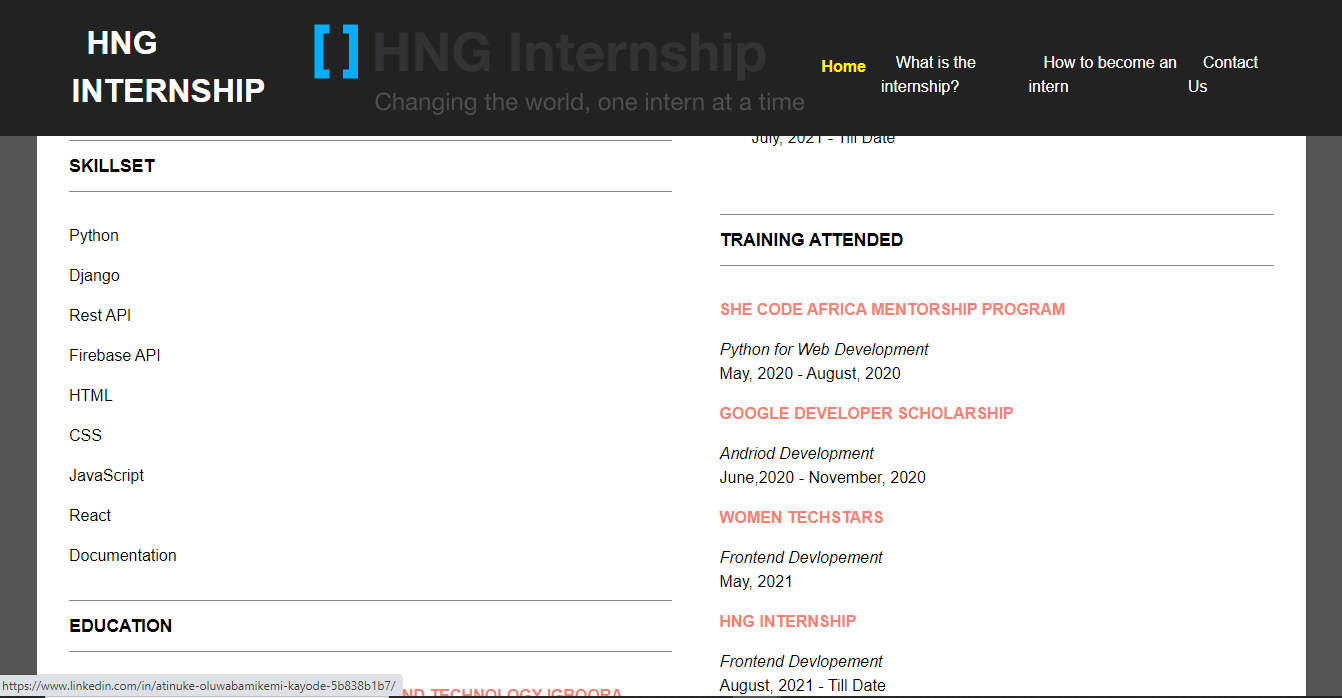 HNG
INTERNSHIP
HNG Internship
Changing the world, one intern at a time
Home
What is the
internship?
How to become an
intern
Contact
Us
SKILLSET
Python
Django
Rest API
Firebase API
HTML
CSS
JavaScript
React
Documentation
EDUCATION
ND TECHNOLOGY IGBOORA
July, 2021 - Till Date
TRAINING ATTENDED
SHE CODE AFRICA MENTORSHIP PROGRAM
Python for Web Development
May, 2020 - August, 2020
GOOGLE DEVELOPER SCHOLARSHIP
Andriod Development
June,2020 - November, 2020
WOMEN TECHSTARS
Frontend Devlopement
May, 2021
HNG INTERNSHIP
Frontend Devlopement
August, 2021 - Till Date
https://www.linkedin.com/in/atinuke-oluwabamikemi-kayode-5b838b1b7/